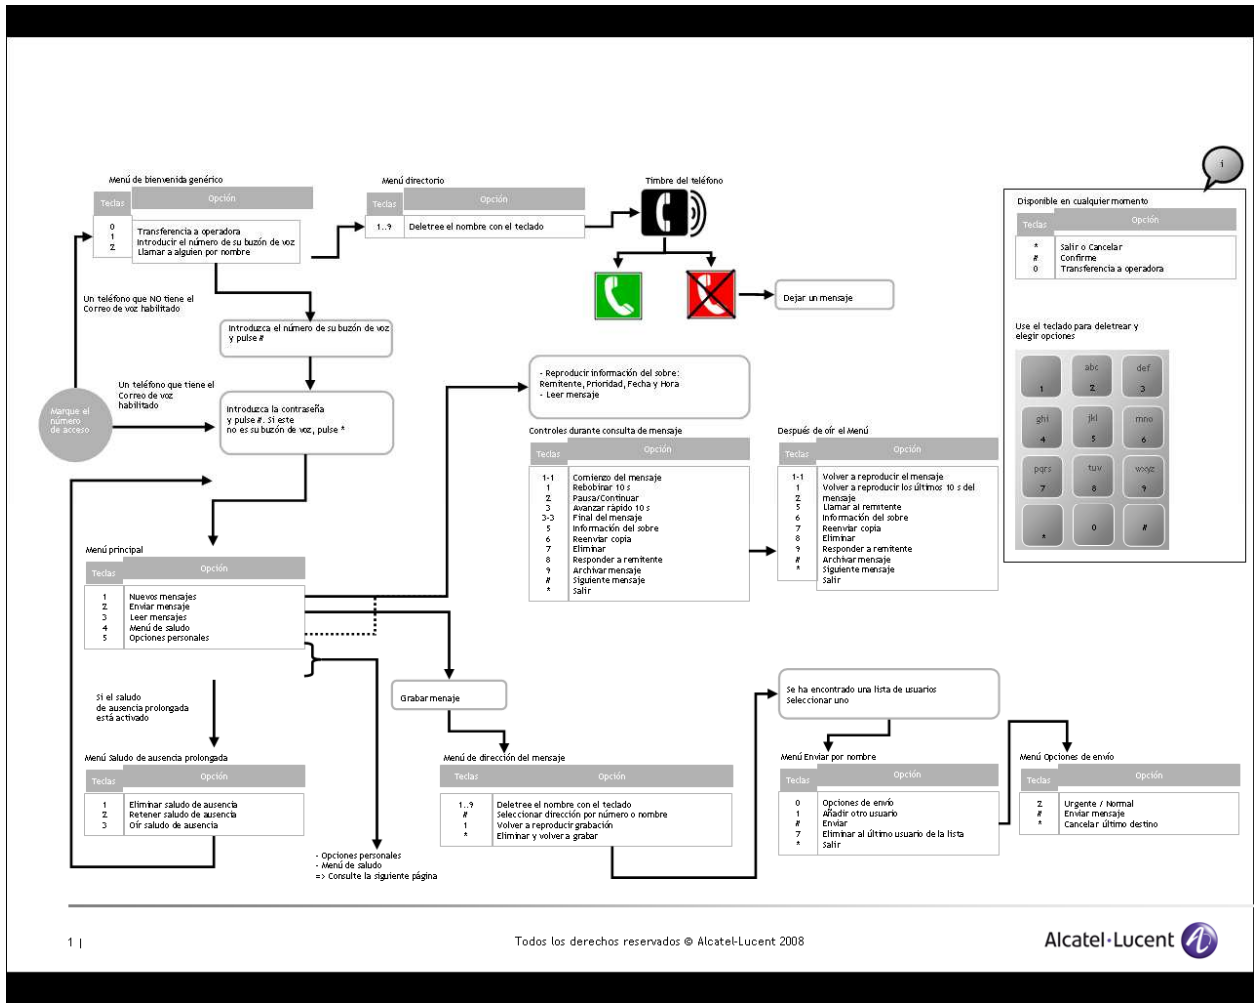 Menú de bienvenida genérico
Teclas Opción
0 Transferencia a operadora
1 Introducir el número de su buzón de voz
2 Llamar a alguien por nombre
Menú directorio
Teclas Opción
1..9 Deletree el nombre con el teclado
Timbre del teléfono
Dejar un mensaje
i
Disponible en cualquier momento
Teclas Opción
* Salir o Cancelar
# Confirme
0 Transferencia a operadora
Use el teclado para deletrear y
elegir opciones
1 abc 2 def 3
ghi 4 jkl 5 mno 6
pqrs 7 tuv 8 wxyz 9
* 0 #
Un teléfono que NO tiene el
Correo de voz habilitado
Introduzca el número de su buzón de voz
y pulse #
Un teléfono que tiene el
Correo de voz
habilitado
Marque el
número
de acceso
Introduzca la contraseña
y pulse #. Si este
no es su buzón de voz, pulse *
- Reproducir información del sobre:
Remitente, Prioridad, Fecha y Hora
- Leer mensaje
Controles durante consulta de mensaje
Teclas Opción
1-1 Comienzo del mensaje
1 Rebobinar 10 s
2 Pausa/Continuar
3 Avanzar rápido 10 s
3-3 Final del mensaje
5 Información del sobre
6 Reenviar copia
7 Eliminar
8 Responder a remitente
9 Archivar mensaje
# Siguiente mensaje
* Salir
Después de oír el Menú
Teclas Opción
1-1 Volver a reproducir el mensaje
1 Volver a reproducir los últimos 10 s del
2 mensaje
5 Llamar al remitente
6 Información del sobre
7 Reenviar copia
8 Eliminar
9 Responder a remitente
# Archivar mensaje
* Siguiente mensaje
Salir
Menú principal
Teclas Opción
1 Nuevos mensajes
2 Enviar mensaje
3 Leer mensajes
4 Menú de saludo
5 Opciones personales
Si el saludo
de ausencia prolongada
está activado
Grabar menaje
Se ha encontrado una lista de usuarios
Seleccionar uno
Menú Saludo de ausencia prolongada
Teclas Opción
1 Eliminar saludo de ausencia
2 Retener saludo de ausencia
3 Oír saludo de ausencia
Menú de dirección del mensaje
Teclas Opción
1..9 Deletree el nombre con el teclado
# Seleccionar dirección por número o nombre
1 Volver a reproducir grabación
* Eliminar y volver a grabar
Menú Enviar por nombre
Teclas Opción
0 Opciones de envío
1 Añadir otro usuario
# Enviar
7 Eliminar al último usuario de la lista
* Salir
Menú Opciones de envío
Teclas Opción
2 Urgente / Normal
# Enviar mensaje
* Cancelar último destino
- Opciones personales
- Menú de saludo
=> Consulte la siguiente página
1 |
Todos los derechos reservados © Alcatel-Lucent 2008
Alcatel·Lucent